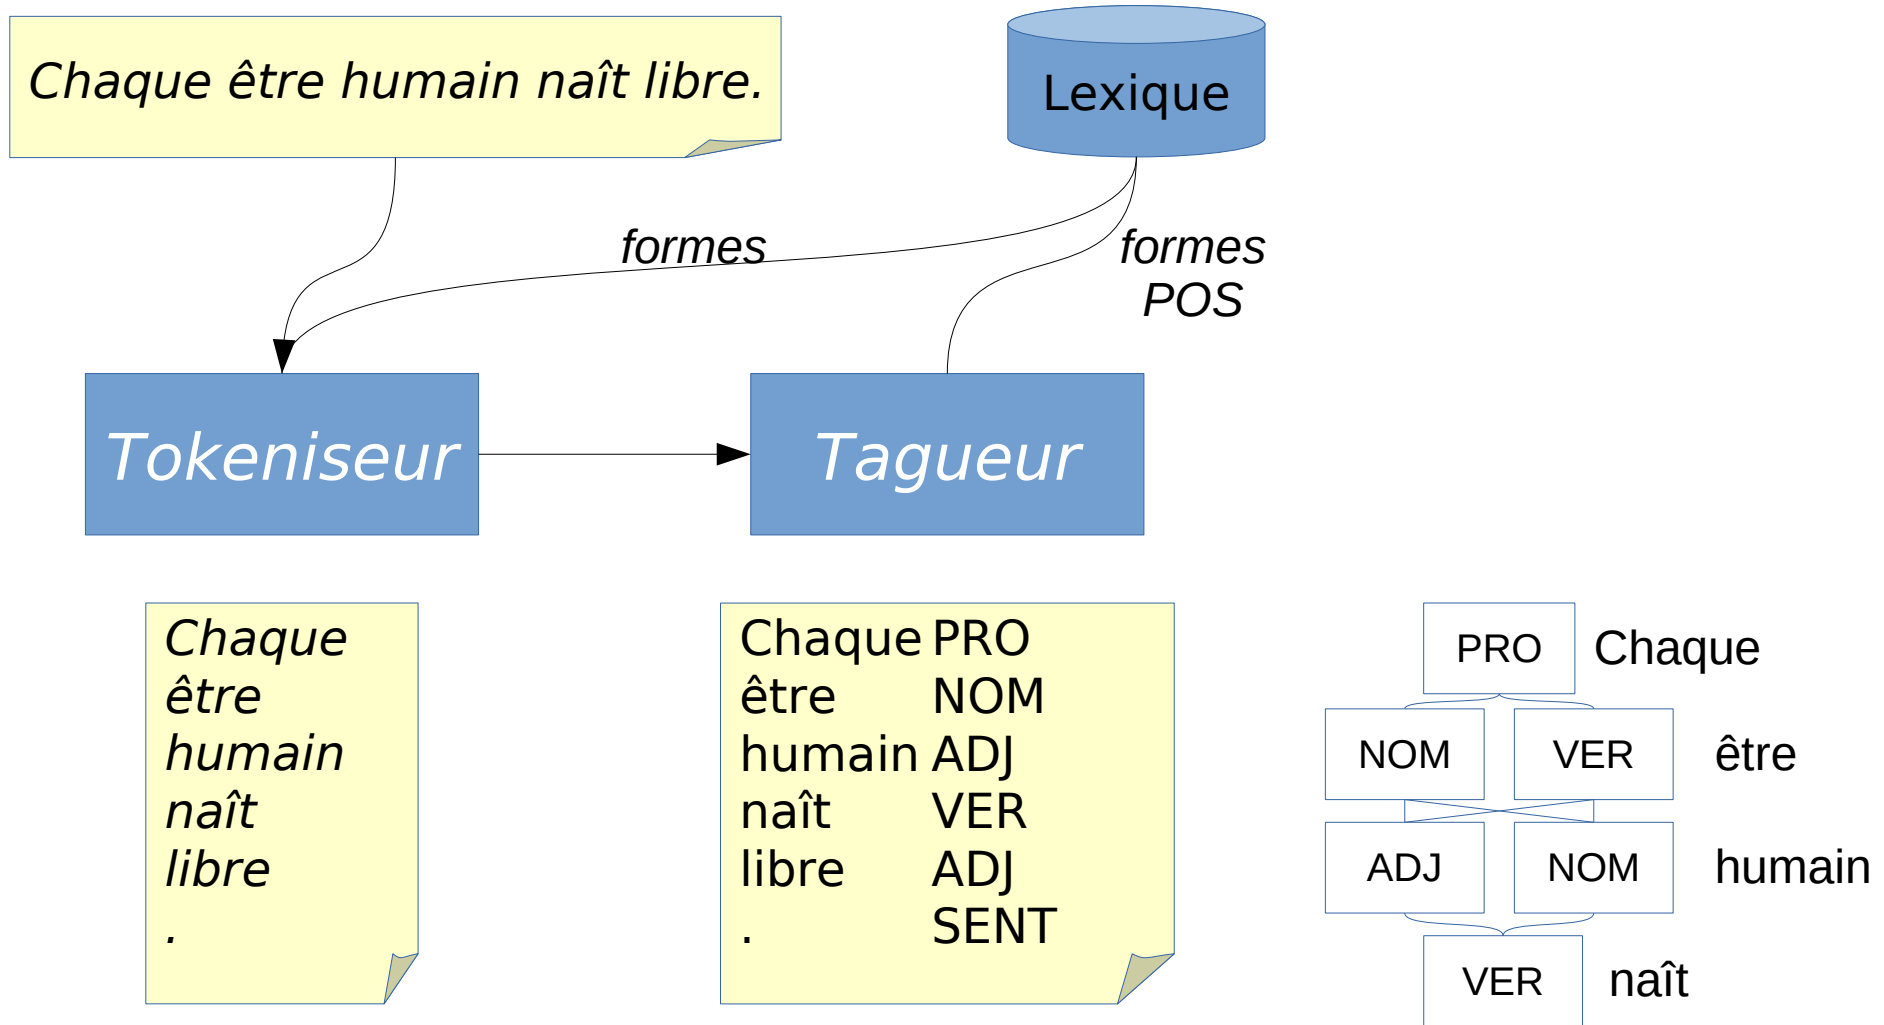 Chaque être humain naît libre.
Lexique
formes
formes
POS
Tokeniseur
Tagueur
Chaque
être
humain
naît
libre
.
Chaque PRO
être NOM
humain ADJ
naît VER
libre ADJ
. SENT
PRO Chaque
NOM VER être
ADJ NOM humain
VER naît